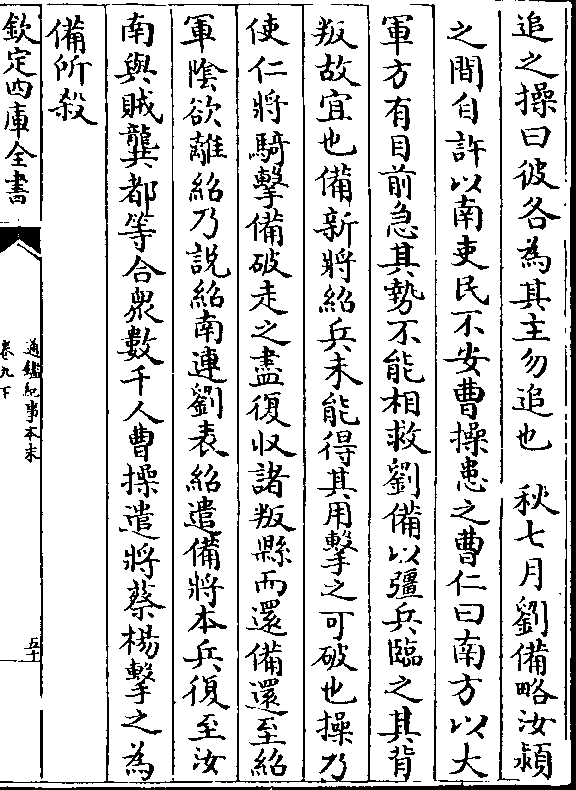 追之操曰彼各為其主勿追也　秋七月劉備略汝潁
之間自許以南吏民不安曹操患之曹仁曰南方以大
軍方有目前急其勢不能相救劉備以彊兵臨之其背
叛故宜也備新將紹兵未能得其用擊之可破也操乃
使仁將騎擊備破走之盡復収諸叛縣而還備還至紹
軍陰欲離紹乃説紹南連劉表紹遣備將本兵復至汝
南與賊龔都等合衆數千人曹操遣將蔡楊擊之為
備所殺
欽定四庫全書
通鑑紀事本末
卷九下
五十